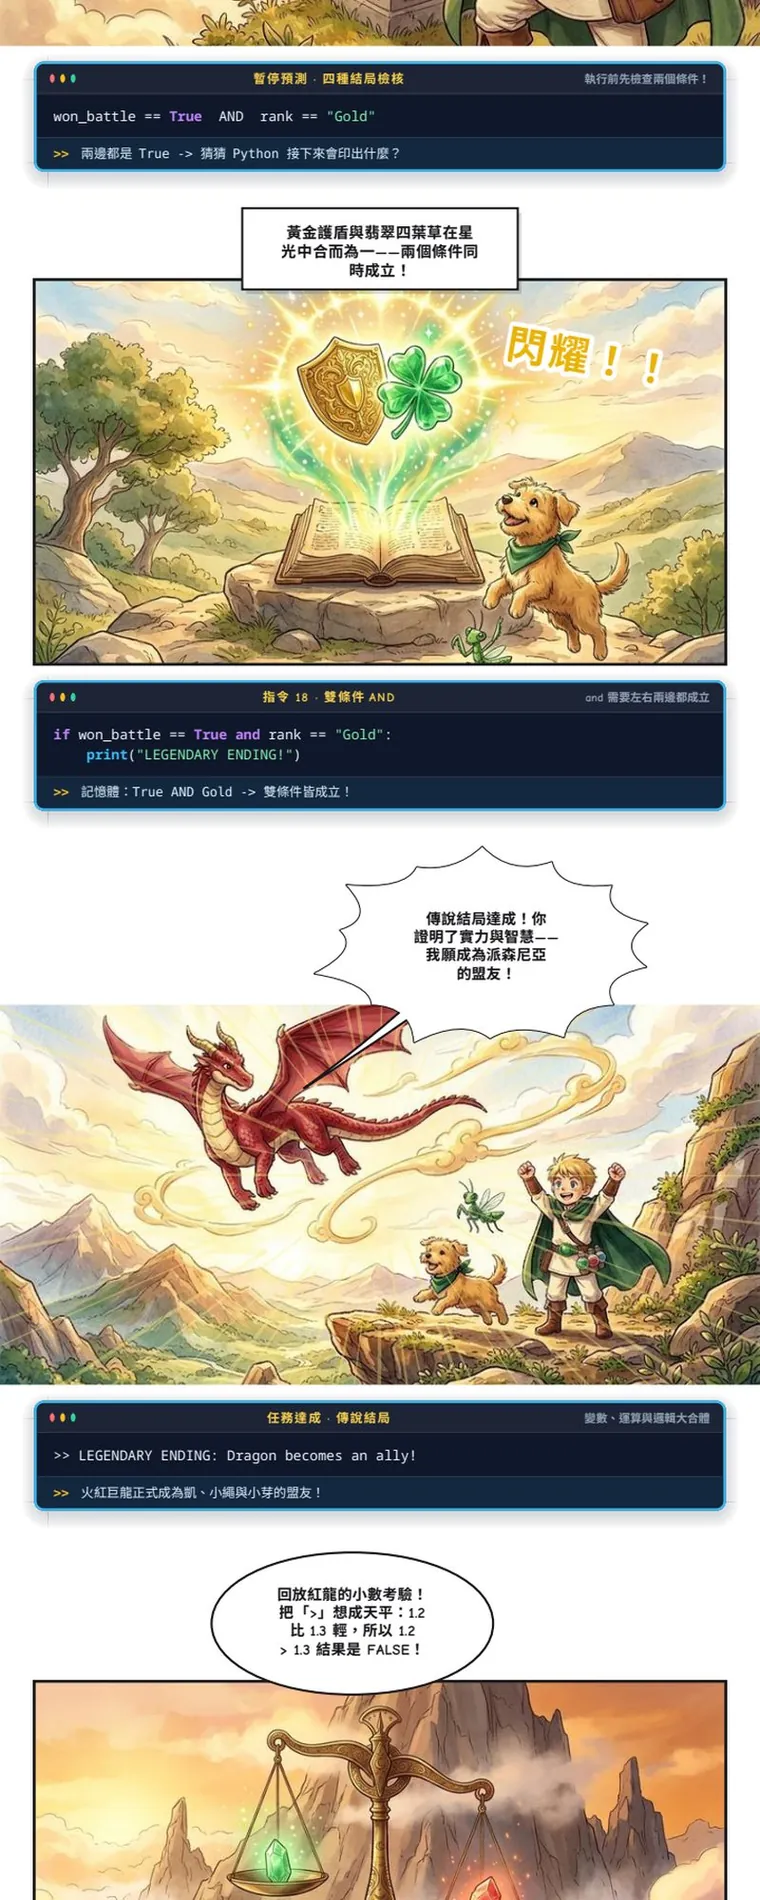 暫停預測 · 四種結局檢核
執行前先檢查兩個條件！
won_battle == True  AND  rank == "Gold"
>> 兩邊都是 True -> 猜猜 Python 接下來會印出什麼？
黃金護盾與翡翠四葉草在星
光中合而為一——兩個條件同
時成立！
閃耀！！
指令 18 · 雙條件 AND
and 需要左右兩邊都成立
if won_battle == True and rank == "Gold":
    print("LEGENDARY ENDING!")
>> 記憶體：True AND Gold -> 雙條件皆成立！
傳說結局達成！你
證明了實力與智慧——
我願成為派森尼亞
的盟友！
任務達成 · 傳說結局
變數、運算與邏輯大合體
>> LEGENDARY ENDING: Dragon becomes an ally!
>> 火紅巨龍正式成為凱、小繩與小芽的盟友！
回放紅龍的小數考驗！
把「>」想成天平：1.2
比 1.3 輕，所以 1.2
> 1.3 結果是 FALSE！